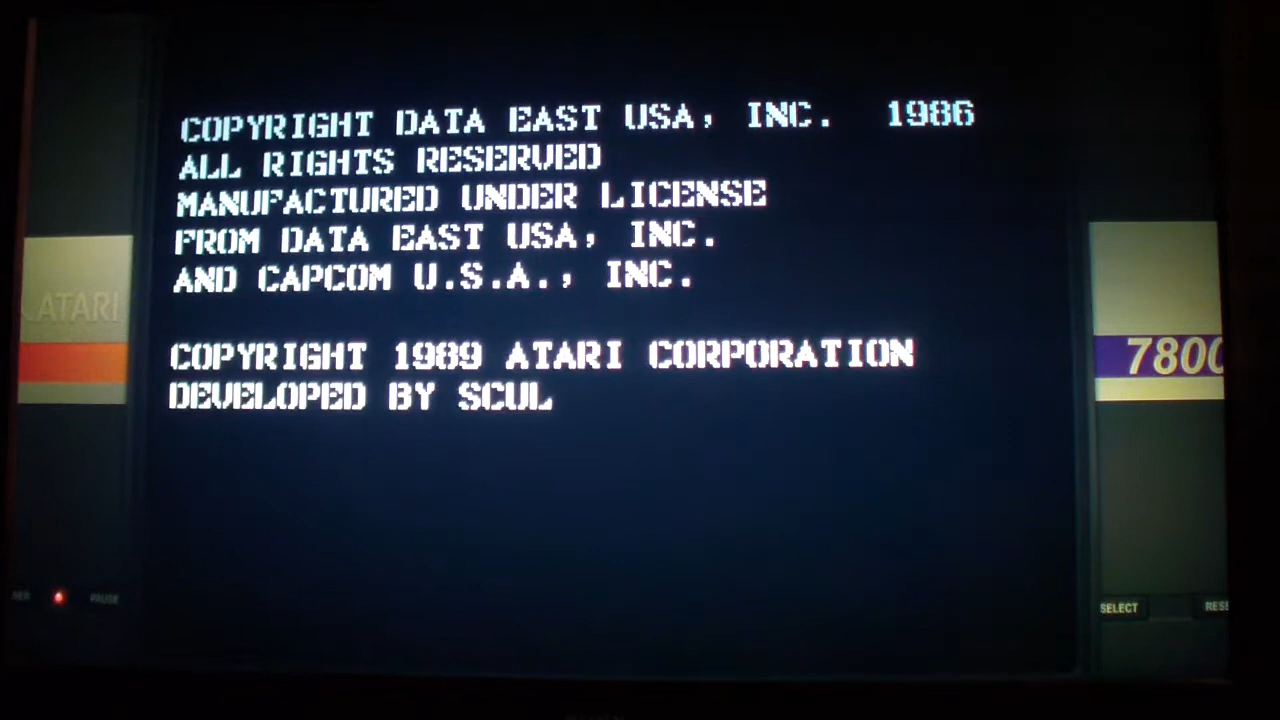 COPYRIGHT DATA EAST USA, INC. 1986
ALL RIGHTS RESERVED
MANUFACTURED UNDER LICENSE
FROM DATA EAST USA, INC.
AND CAPCOM U.S.A., INC.
ATARI
COPYRIGHT 1989 ATARI CORPORATION
7800
DEVELOPED BY SCUL
PAUSE
SELECT